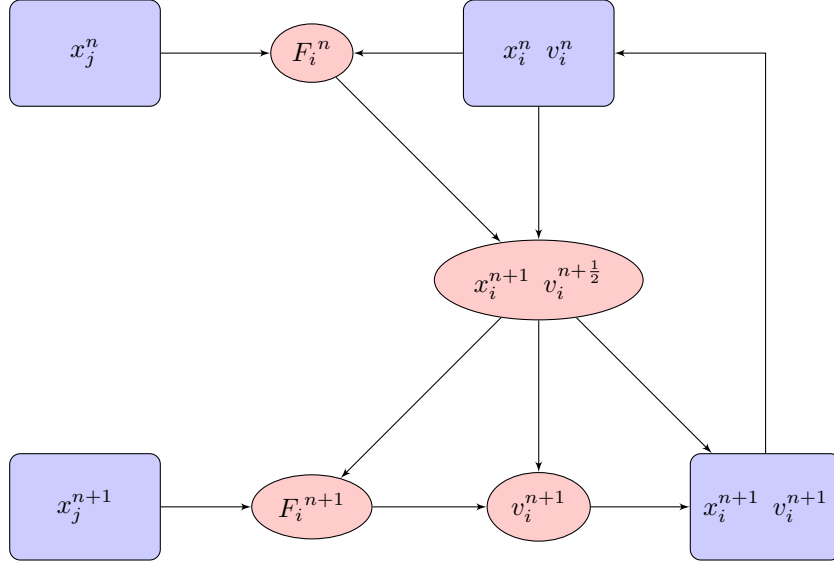 $x_j^n$
${F_i}^n$
$x_i^n \; v_i^n$
$x_i^{n+1} \; v_i^{n+\frac{1}{2}}$
$x_j^{n+1}$
${F_i}^{n+1}$
$v_i^{n+1}$
$x_i^{n+1} \; v_i^{n+1}$